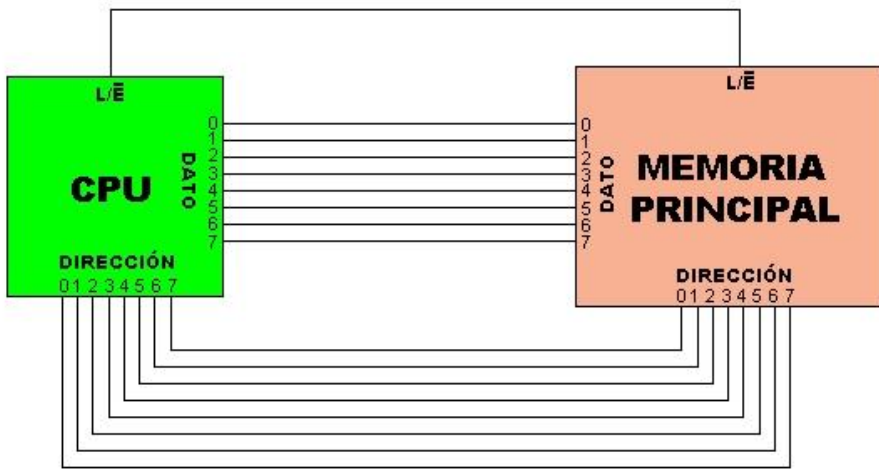 L/E̅
L/E̅
0
1
2
3
4
5
6
7
DATO
CPU
DIRECCIÓN
0 1 2 3 4 5 6 7
0
1
2
3
4
5
6
7
DATO
MEMORIA
PRINCIPAL
DIRECCIÓN
0 1 2 3 4 5 6 7